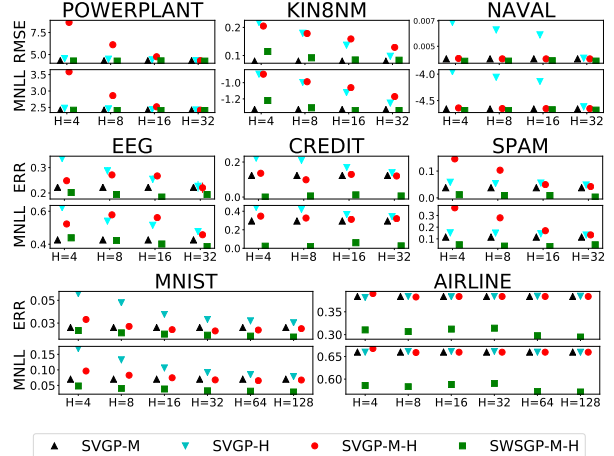 POWERPLANT KIN8NM NAVAL
RMSE 7.5 5.0 0.2 0.1 0.007 0.005
MNLL 3.5 3.0 2.5 -1.0 -1.2 -4.0 -4.5
H=4 H=8 H=16 H=32 H=4 H=8 H=16 H=32 H=4 H=8 H=16 H=32
EEG CREDIT SPAM
ERR 0.3 0.2 0.2 0.0 0.1 0.0
MNLL 0.6 0.4 0.4 0.2 0.0 0.3 0.2 0.1
H=4 H=8 H=16 H=32 H=4 H=8 H=16 H=32 H=4 H=8 H=16 H=32
MNIST AIRLINE
ERR 0.05 0.03 0.35 0.30
MNLL 0.15 0.10 0.05 0.65 0.60
H=4 H=8 H=16 H=32 H=64 H=128 H=4 H=8 H=16 H=32 H=64 H=128
SVGP-M SVGP-H SVGP-M-H SWSGP-M-H